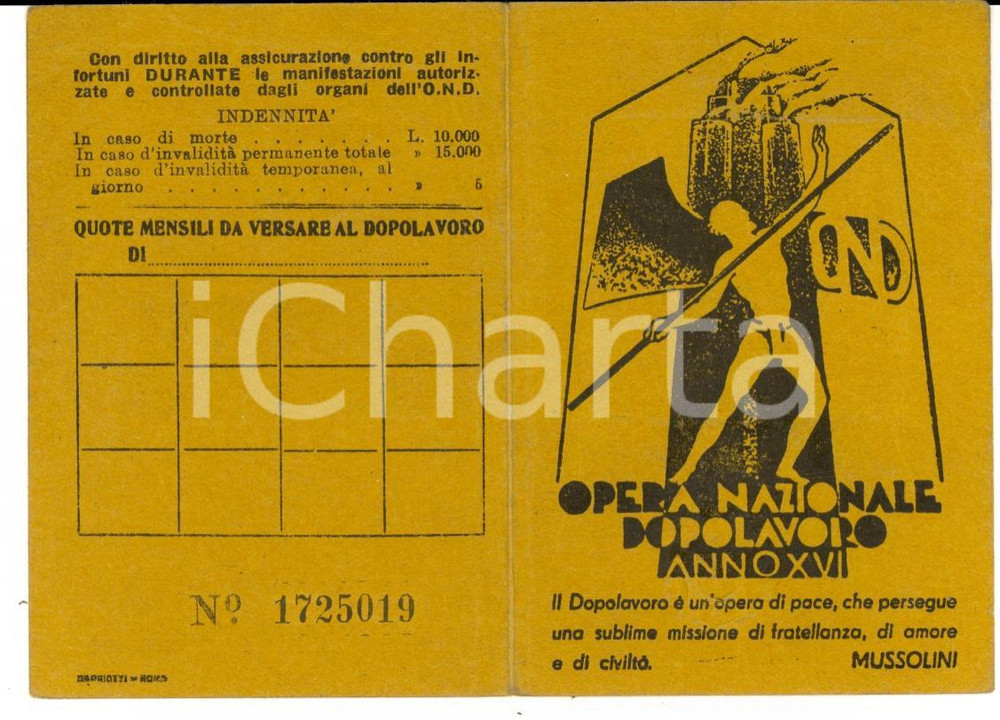 Con diritto alla assicurazione contro gli in-
fortuni DURANTE le manifestazioni autoriz-
zate e controllate dagli organi dell'O.N.D.
INDENNITA'
In caso di morte . . . . . . . L. 10.000
In caso d'invalidità permanente totale » 15.000
In caso d'invalidità temporanea, al
giorno . . . . . . . . . . . » 5
QUOTE MENSILI DA VERSARE AL DOPOLAVORO
DI
Nº. 1725019
ROMA
OND
OPERA NAZIONALE
DOPOLAVORO
ANNO XVI
Il Dopolavoro è un'opera di pace, che persegue
una sublime missione di fratellanza, di amore
e di civiltà. MUSSOLINI
iCharta